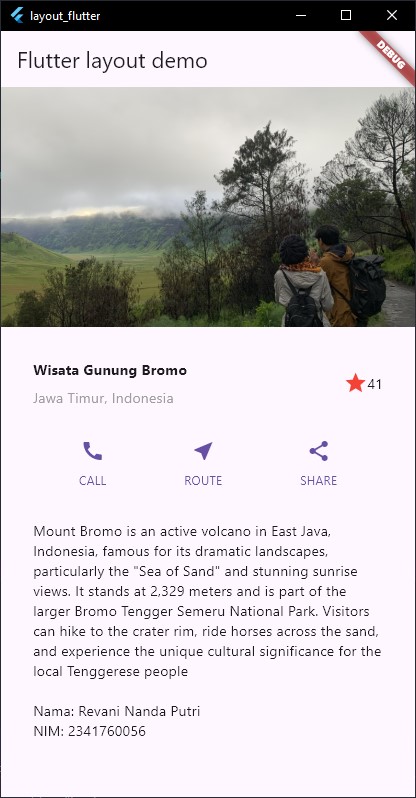 layout_flutter
Flutter layout demo
DEBUG
Wisata Gunung Bromo
Jawa Timur, Indonesia
41
CALL
ROUTE
SHARE
Mount Bromo is an active volcano in East Java,
Indonesia, famous for its dramatic landscapes,
particularly the "Sea of Sand" and stunning sunrise
views. It stands at 2,329 meters and is part of the
larger Bromo Tengger Semeru National Park. Visitors
can hike to the crater rim, ride horses across the sand,
and experience the unique cultural significance for the
local Tenggerese people
Nama: Revani Nanda Putri
NIM: 2341760056